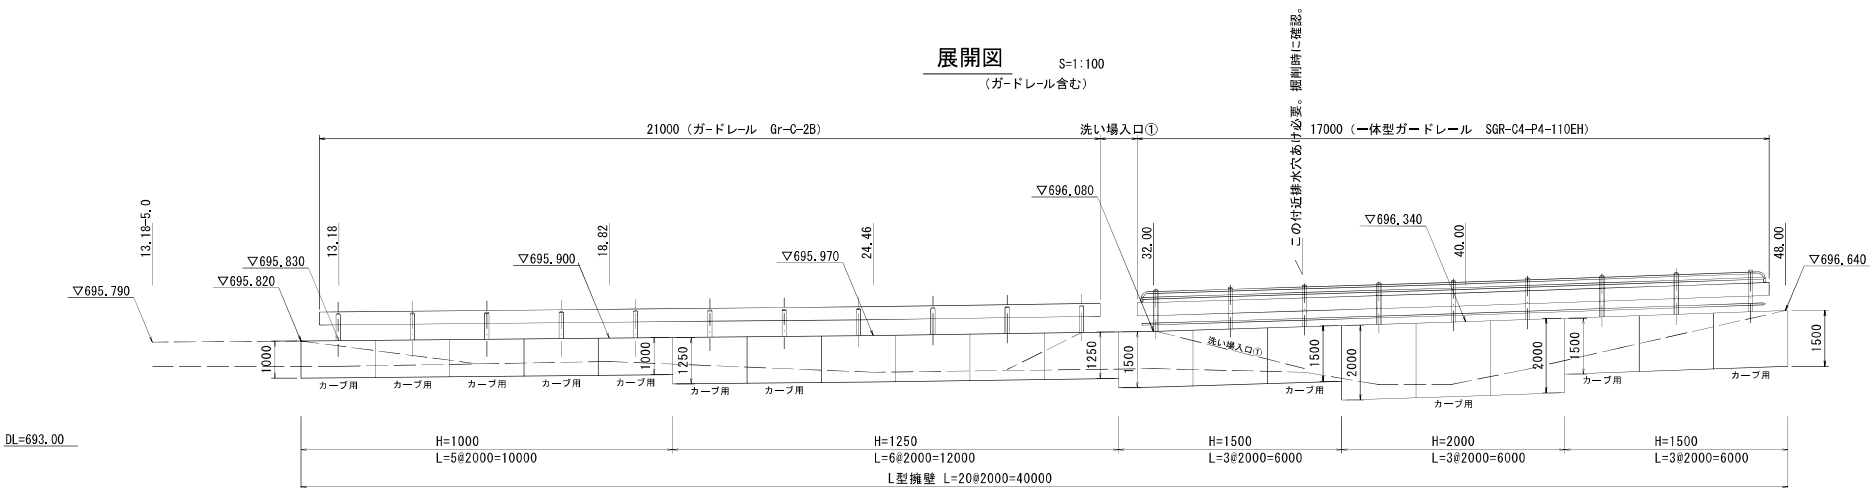 展開図
S=1:100
(ガードレール含む)
この付近排水穴あけ必要。掘削時に確認。
21000 (ガードレール Gr-C-2B)
洗い場入口①
17000 (一体型ガードレール SGR-C4-P4-110EH)
13.18-5.0
13.18
18.82
24.46
32.00
40.00
48.00
▽696.080
▽696.340
▽695.970
▽695.900
▽695.830
▽695.820
▽695.790
▽696.640
1000
1000
1250
1250
1500
洗い場入口①
1500
2000
2000
1500
1500
カーブ用
カーブ用
カーブ用
カーブ用
カーブ用
カーブ用
カーブ用
カーブ用
カーブ用
カーブ用
カーブ用
DL=693.00
H=1000
L=5@2000=10000
H=1250
L=6@2000=12000
H=1500
L=3@2000=6000
H=2000
L=3@2000=6000
H=1500
L=3@2000=6000
L型擁壁 L=20@2000=40000